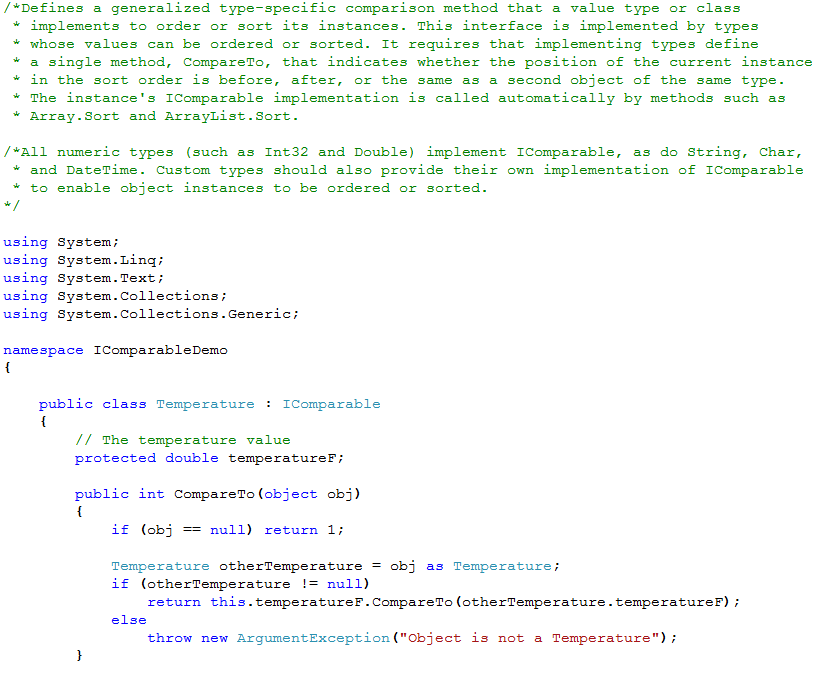 /*Defines a generalized type-specific comparison method that a value type or class
 * implements to order or sort its instances. This interface is implemented by types
 * whose values can be ordered or sorted. It requires that implementing types define
 * a single method, CompareTo, that indicates whether the position of the current instance
 * in the sort order is before, after, or the same as a second object of the same type.
 * The instance's IComparable implementation is called automatically by methods such as
 * Array.Sort and ArrayList.Sort.

/*All numeric types (such as Int32 and Double) implement IComparable, as do String, Char,
 * and DateTime. Custom types should also provide their own implementation of IComparable
 * to enable object instances to be ordered or sorted.
*/

using System;
using System.Linq;
using System.Text;
using System.Collections;
using System.Collections.Generic;

namespace IComparableDemo
{

    public class Temperature : IComparable
    {
        // The temperature value
        protected double temperatureF;

        public int CompareTo(object obj)
        {
            if (obj == null) return 1;

            Temperature otherTemperature = obj as Temperature;
            if (otherTemperature != null)
                return this.temperatureF.CompareTo(otherTemperature.temperatureF);
            else
                throw new ArgumentException("Object is not a Temperature");
        }